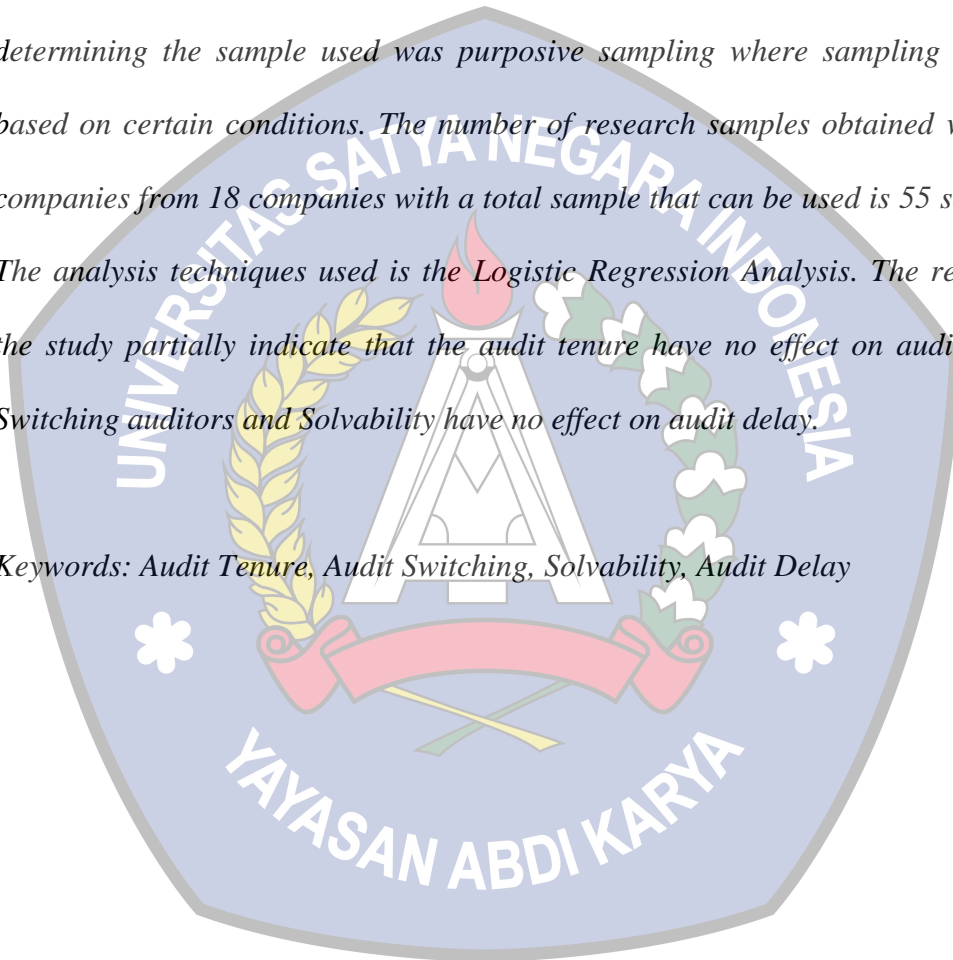 determining the sample used was purposive sampling where sampling
based on certain conditions. The number of research samples obtained
companies from 18 companies with a total sample that can be used is 55
The analysis techniques used is the Logistic Regression Analysis. The
the study partially indicate that the audit tenure have no effect on
Switching auditors and Solvability have no effect on audit delay.
Keywords: Audit Tenure, Audit Switching, Solvability, Audit Delay
UNIVERSITAS SATYA NEGARA INDONESIA
YAYASAN ABDI KARYA